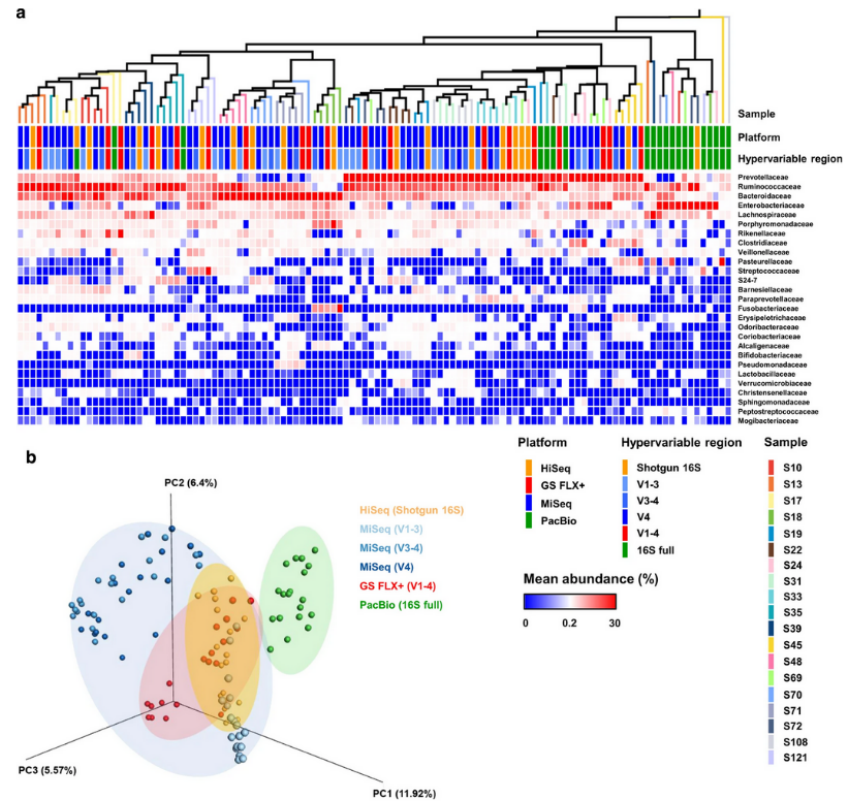 a
Sample
Platform
Hypervariable region
Prevotellaceae
Ruminococcaceae
Bacteroidaceae
Enterobacteriaceae
Lachnospiraceae
Porphyromonadaceae
Rikenellaceae
Clostridiaceae
Veillonellaceae
Pasteurellaceae
Streptococcaceae
S24-7
Barnesiellaceae
Paraprevotellaceae
Fusobacteriaceae
Erysipelotrichaceae
Odoribacteraceae
Coriobacteriaceae
Alcaligenaceae
Bifidobacteriaceae
Pseudomonadaceae
Lactobacillaceae
Verrucomicrobiaceae
Christensenellaceae
Sphingomonadaceae
Peptostreptococcaceae
Mogibacteriaceae
b
PC2 (6.4%)
PC3 (5.57%)
PC1 (11.92%)
HiSeq (Shotgun 16S)
MiSeq (V1-3)
MiSeq (V3-4)
MiSeq (V4)
GS FLX+ (V1-4)
PacBio (16S full)
Platform
HiSeq
GS FLX+
MiSeq
PacBio
Hypervariable region
Shotgun 16S
V1-3
V3-4
V4
V1-4
16S full
Mean abundance (%)
0 0.2 30
Sample
S10
S13
S17
S18
S19
S22
S24
S31
S33
S35
S39
S45
S48
S69
S70
S71
S72
S108
S121